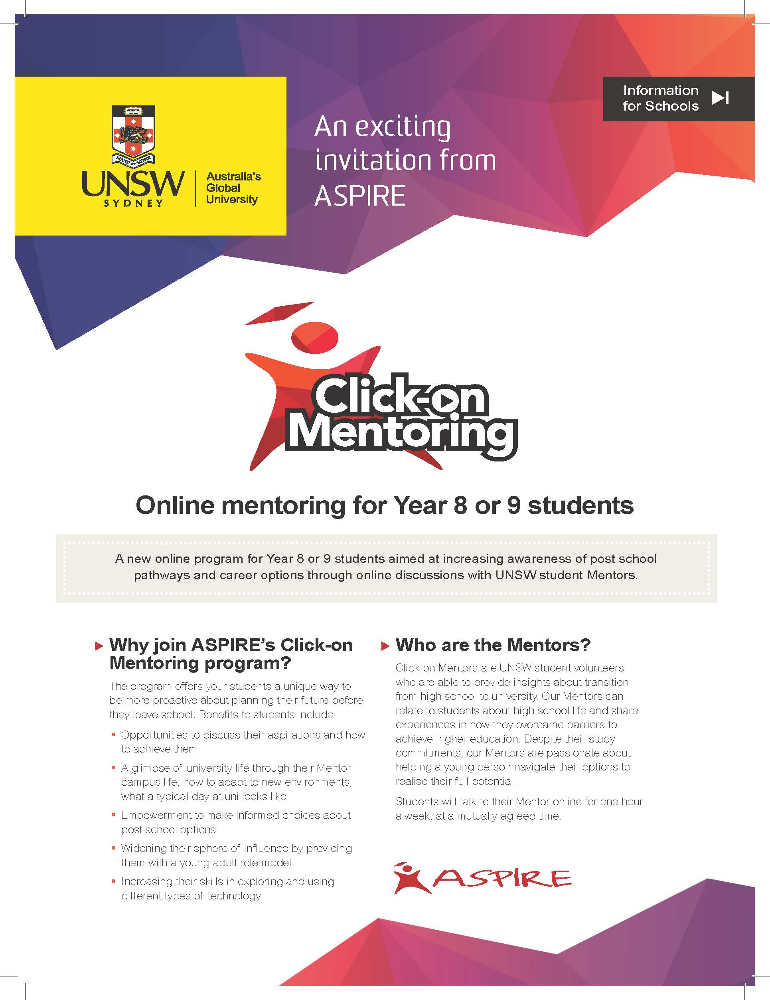 Information
for Schools
SCIENTIA
MANU ET MENTE
UNSW
SYDNEY
Australia's
Global
University
An exciting
invitation from
ASPIRE
Click-on
Mentoring
Online mentoring for Year 8 or 9 students
A new online program for Year 8 or 9 students aimed at increasing awareness of post school
pathways and career options through online discussions with UNSW student Mentors.
Why join ASPIRE's Click-on
Mentoring program?
The program offers your students a unique way to
be more proactive about planning their future before
they leave school. Benefits to students include:
Opportunities to discuss their aspirations and how
to achieve them
A glimpse of university life through their Mentor –
campus life, how to adapt to new environments,
what a typical day at uni looks like
Empowerment to make informed choices about
post school options
Widening their sphere of influence by providing
them with a young adult role model
Increasing their skills in exploring and using
different types of technology
Who are the Mentors?
Click-on Mentors are UNSW student volunteers
who are able to provide insights about transition
from high school to university. Our Mentors can
relate to students about high school life and share
experiences in how they overcame barriers to
achieve higher education. Despite their study
commitments, our Mentors are passionate about
helping a young person navigate their options to
realise their full potential.
Students will talk to their Mentor online for one hour
a week, at a mutually agreed time.
ASPIRE